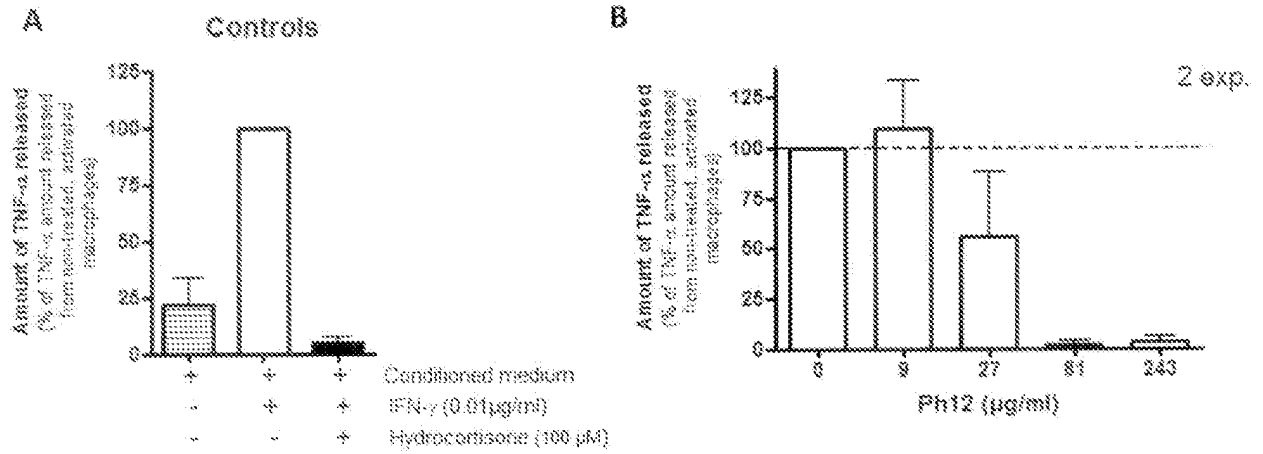 A
Controls
Amount of TNF-α released
(% of TNF-α amount released
from non-treated, activated
macrophages)
125
100
75
50
25
0
+ + + Conditioned medium
- + + IFN-γ (0.01µg/ml)
- - + Hydrocortisone (100 µM)
B
2 exp.
Amount of TNF-α released
(% of TNF-α amount released
from non-treated, activated
macrophages)
125
100
75
50
25
0
0 9 27 81 243
Ph12 (µg/ml)